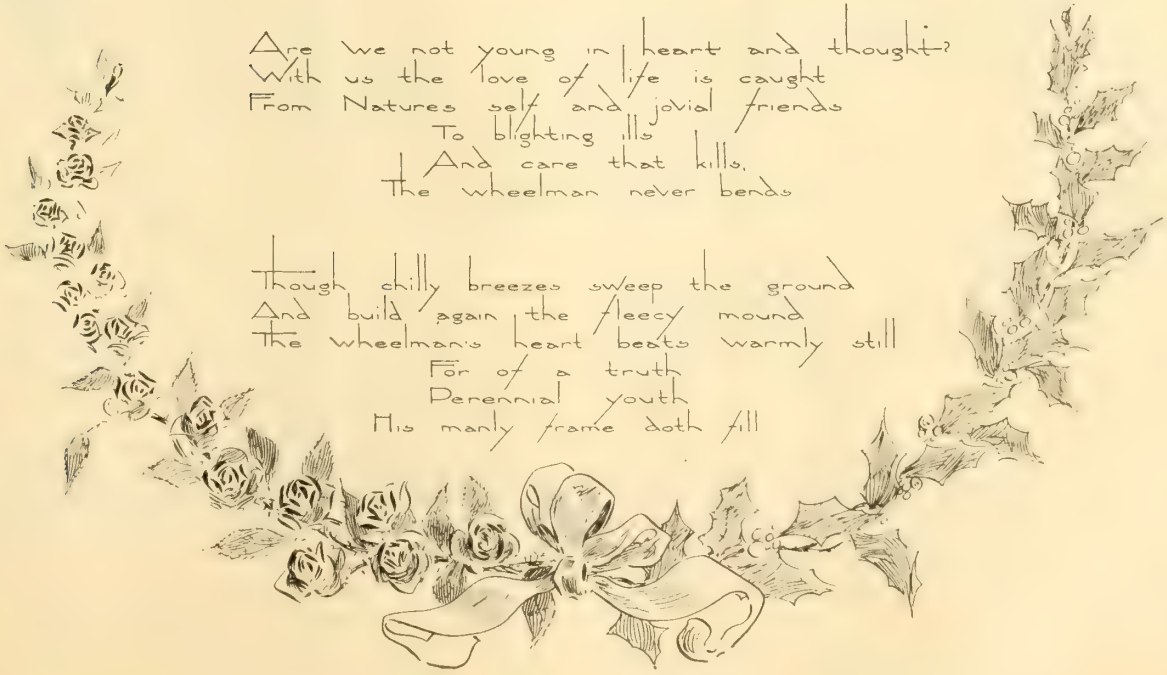 Are we not young in heart and thought?
With us the love of life is caught
From Natures self and jovial friends
To blighting ills
And care that kills,
The wheelman never bends
Though chilly breezes sweep the ground
And build again the fleecy mound
The wheelman's heart beats warmly still
For of a truth
Perennial youth
His manly frame doth fill